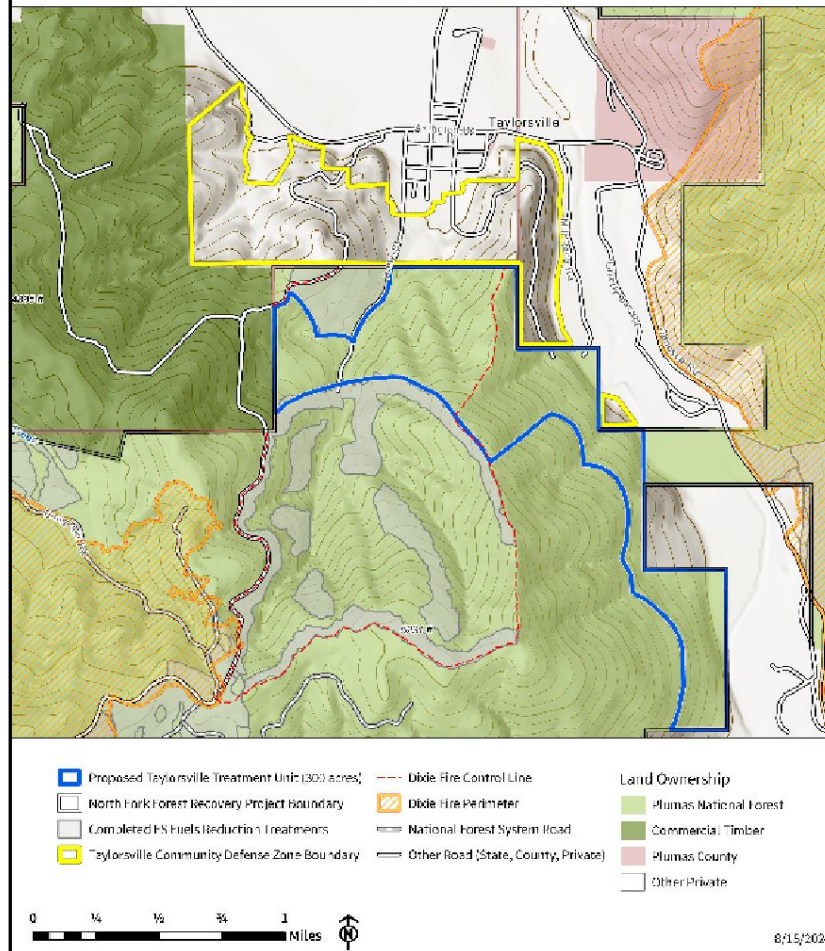 Taylorsville
Proposed Taylorsville Treatment Unit (300 acres)
North Fork Forest Recovery Project Boundary
Completed FS Fuels Reduction Treatments
Taylorsville Community Defense Zone Boundary
Dixie Fire Control Line
Dixie Fire Perimeter
National Forest System Road
Other Road (State, County, Private)
Land Ownership
Plumas National Forest
Commercial Timber
Plumas County
Other Private
0 ¼ ½ ¾ 1
Miles
N